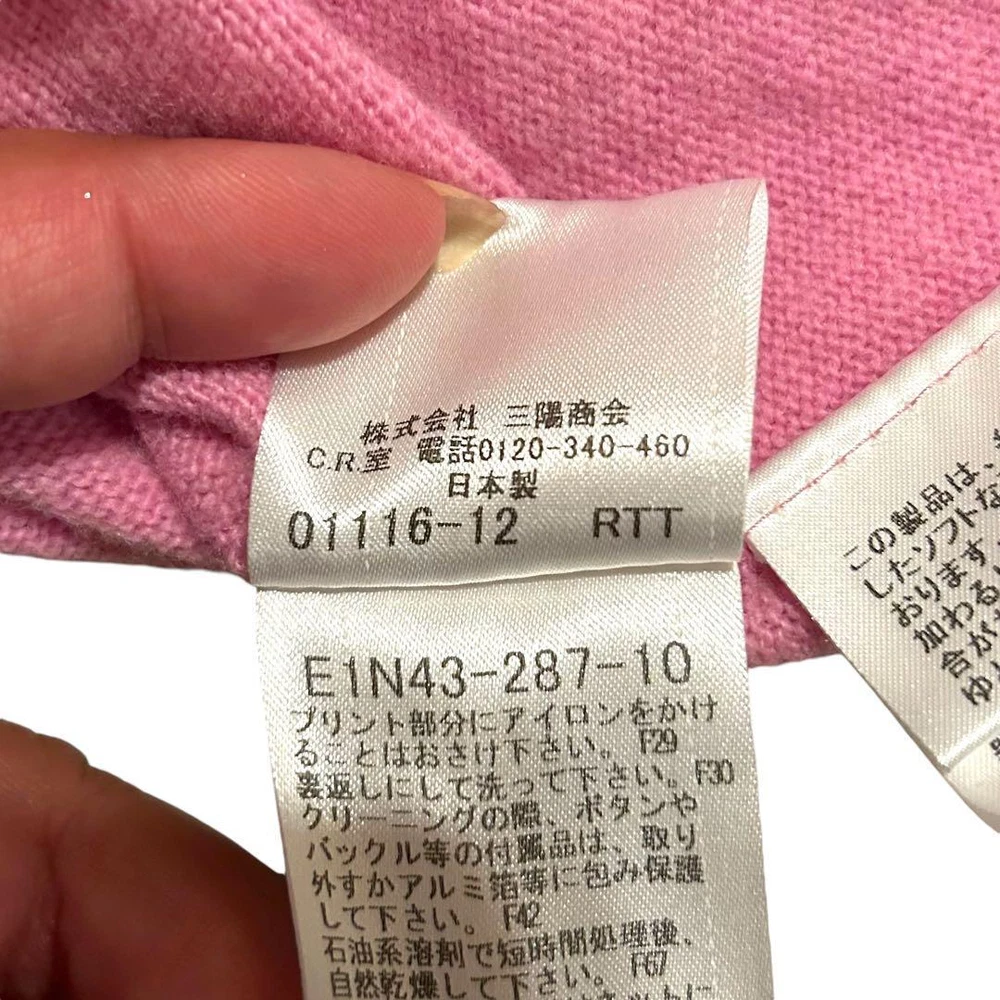 株式会社 三陽商会
C.R.室 電話0120-340-460
日本製
01116-12 RTT
E1N43-287-10
プリント部分にアイロンをかけ
ることはおさけ下さい。 F29
裏返しにして洗って下さい。F30
クリーニングの際、ボタンや
バックル等の付属品は、取り
外すかアルミ箔等に包み保護
して下さい。 F42
石油系溶剤で短時間処理後、
自然乾燥して下さい。 F67
この製品は、
したソフトな
おります。
加わる
合が
ゆ